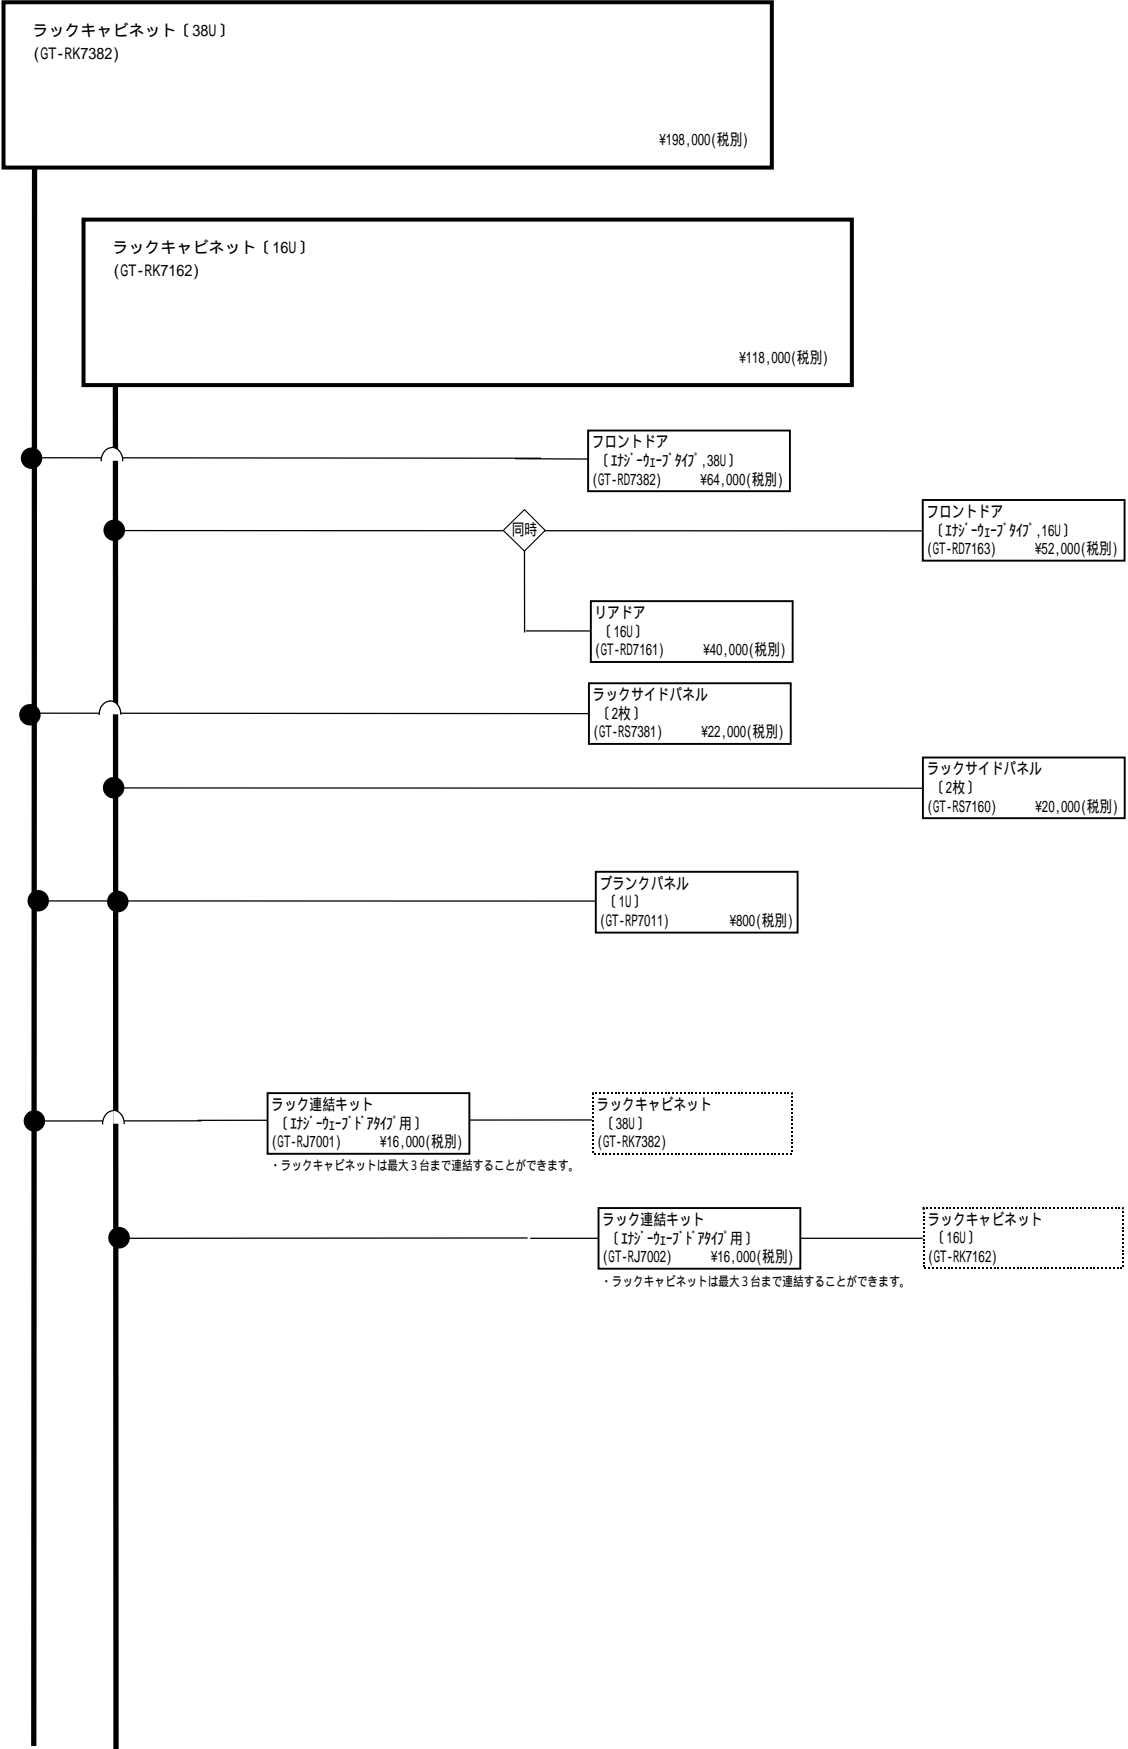 ラックキャビネット〔38U〕
(GT-RK7382)
¥198,000(税別)
ラックキャビネット〔16U〕
(GT-RK7162)
¥118,000(税別)
フロントドア
〔ｴﾅｼﾞｰｳｪｰﾌﾞﾀｲﾌﾟ,38U〕
(GT-RD7382) ¥64,000(税別)
同時
フロントドア
〔ｴﾅｼﾞｰｳｪｰﾌﾞﾀｲﾌﾟ,16U〕
(GT-RD7163) ¥52,000(税別)
リアドア
〔16U〕
(GT-RD7161) ¥40,000(税別)
ラックサイドパネル
〔2枚〕
(GT-RS7381) ¥22,000(税別)
ラックサイドパネル
〔2枚〕
(GT-RS7160) ¥20,000(税別)
ブランクパネル
〔1U〕
(GT-RP7011) ¥800(税別)
ラック連結キット
〔ｴﾅｼﾞｰｳｪｰﾌﾞﾄﾞｱﾀｲﾌﾟ用〕
(GT-RJ7001) ¥16,000(税別)
・ラックキャビネットは最大３台まで連結することができます。
ラックキャビネット
〔38U〕
(GT-RK7382)
ラック連結キット
〔ｴﾅｼﾞｰｳｪｰﾌﾞﾄﾞｱﾀｲﾌﾟ用〕
(GT-RJ7002) ¥16,000(税別)
・ラックキャビネットは最大３台まで連結することができます。
ラックキャビネット
〔16U〕
(GT-RK7162)